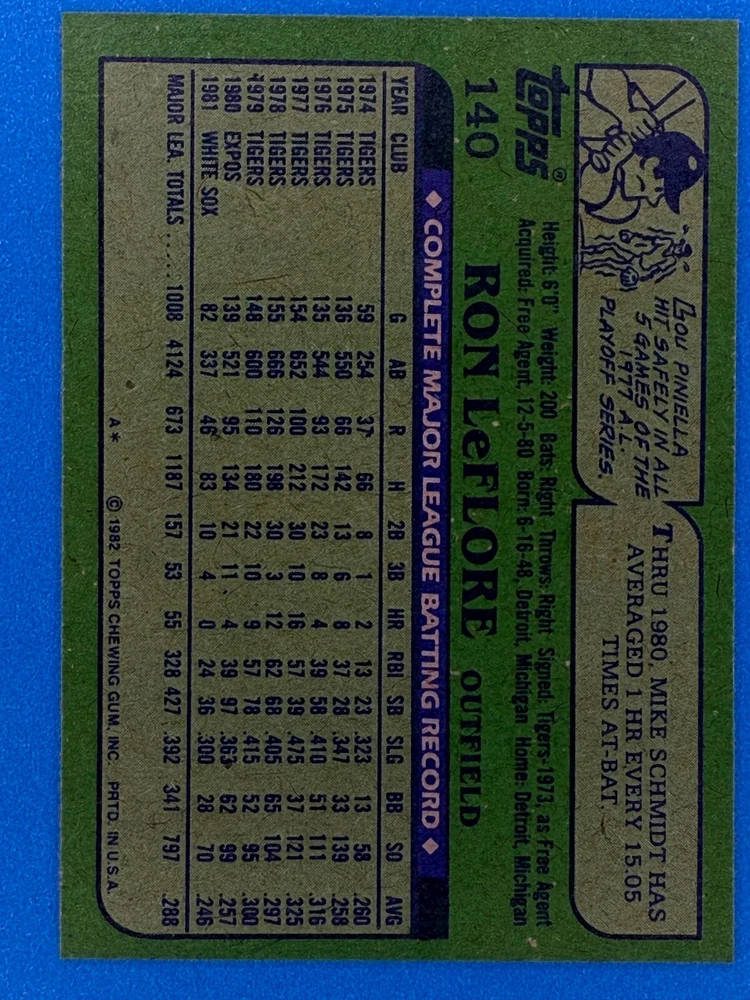 LOU PINIELLA
HIT SAFELY IN ALL
5 GAMES OF THE
1977 A.L.
PLAYOFF SERIES.
THRU 1980, MIKE SCHMIDT HAS
AVERAGED 1 HR EVERY 15.05
TIMES AT-BAT.
topps®
140
Height: 6'0" Weight: 200 Bats: Right Throws: Right Signed: Tigers-1973, as Free Agent
Acquired: Free Agent, 12-5-80 Born: 6-16-48, Detroit, Michigan Home: Detroit, Michigan
RON LeFLORE OUTFIELD
◆ COMPLETE MAJOR LEAGUE BATTING RECORD ◆
YEAR CLUB G AB R H 2B 3B HR RBI SB SLG BB SO AVG
1974 TIGERS 59 254 37 66 8 1 2 13 23 .323 13 58 .260
1975 TIGERS 136 550 66 142 13 6 8 37 28 .347 33 139 .258
1976 TIGERS 135 544 93 172 23 8 4 39 58 .410 51 111 .316
1977 TIGERS 154 652 100 212 30 10 16 57 39 .475 37 121 .325
1978 TIGERS 155 666 126 198 30 3 12 62 68 .405 65 104 .297
1979 TIGERS 148 600 110 180 22 10 9 57 78 .415 52 95 .300
1980 EXPOS 139 521 95 134 21 11 4 39 97 .363 62 99 .257
1981 WHITE SOX 82 337 46 83 10 4 0 24 36 .300 28 70 .246
MAJOR LEA. TOTALS ..... 1008 4124 673 1187 157 53 55 328 427 .392 341 797 .288
A* © 1982 TOPPS CHEWING GUM, INC. PRTD. IN U.S.A.